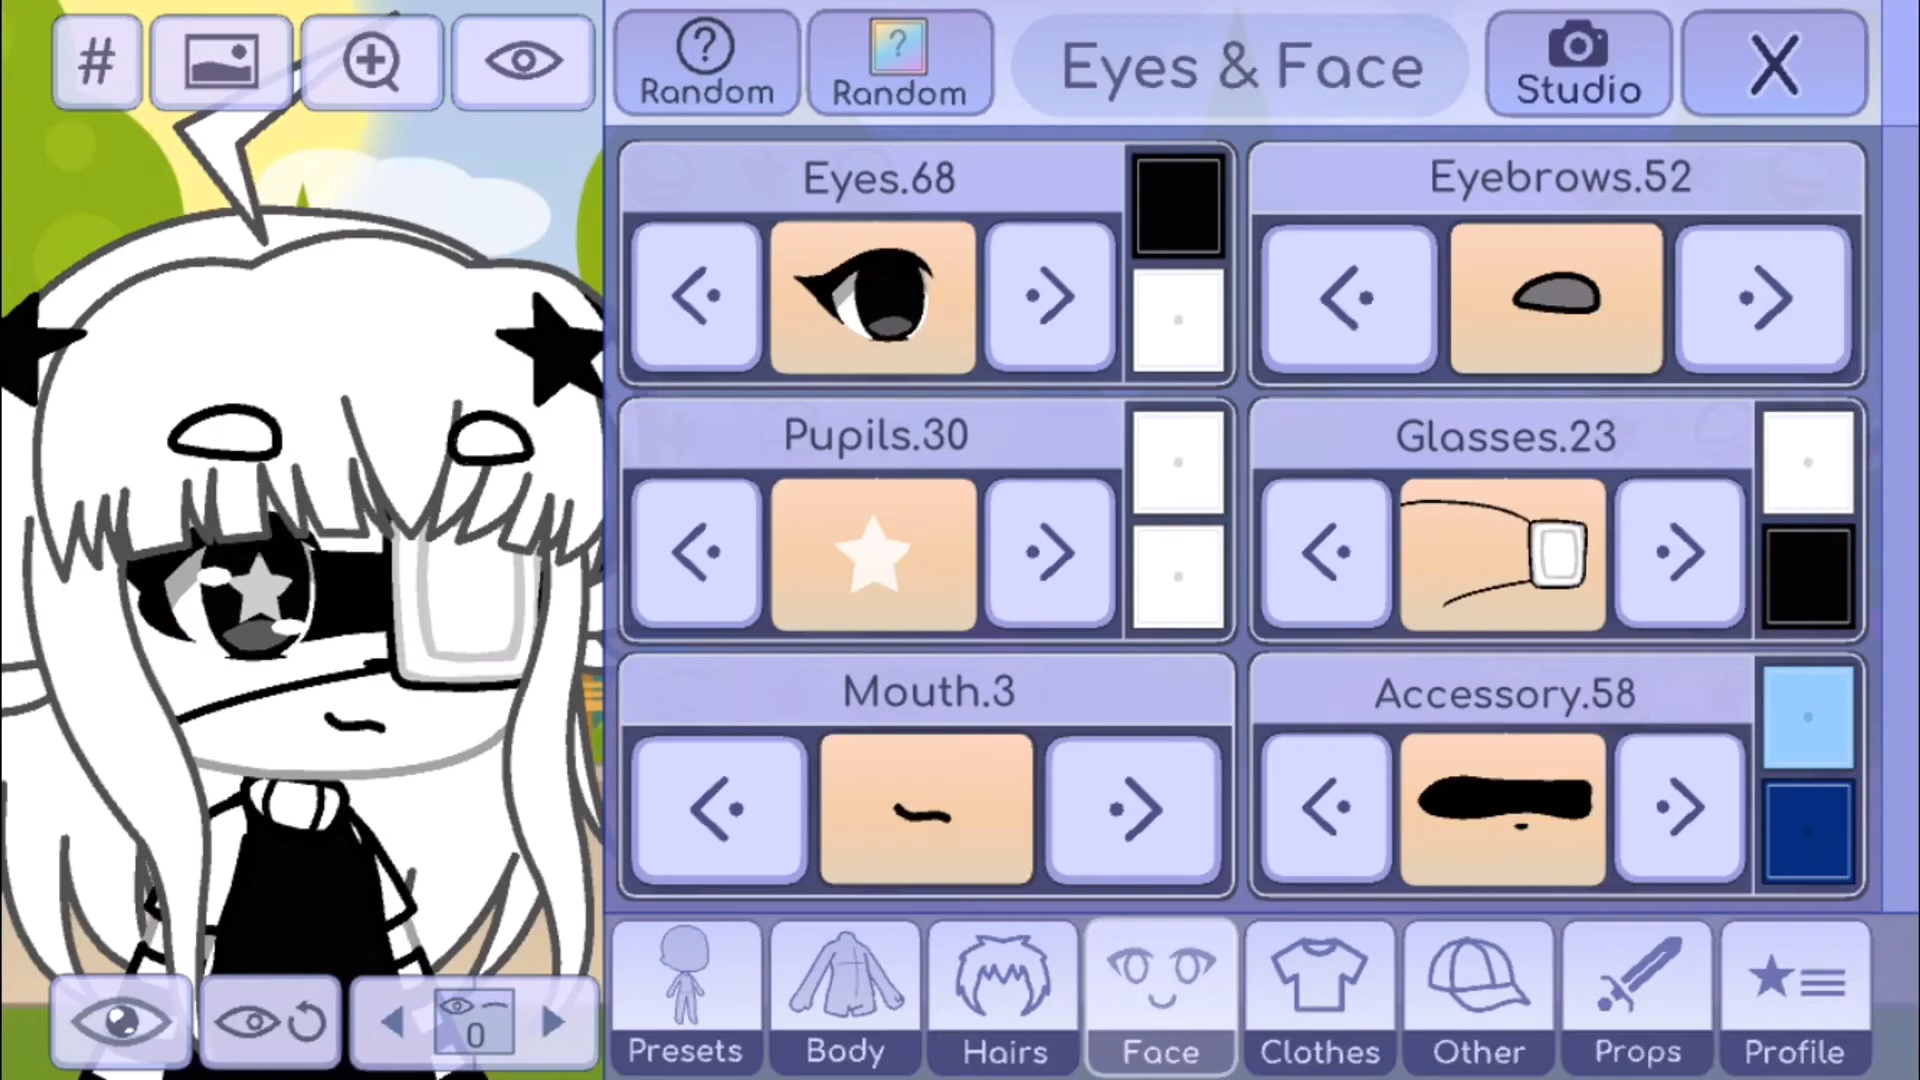 #
? Random
? Random
Eyes & Face
Studio
X
Eyes.68
Eyebrows.52
Pupils.30
Glasses.23
Mouth.3
Accessory.58
0
Presets
Body
Hairs
Face
Clothes
Other
Props
Profile